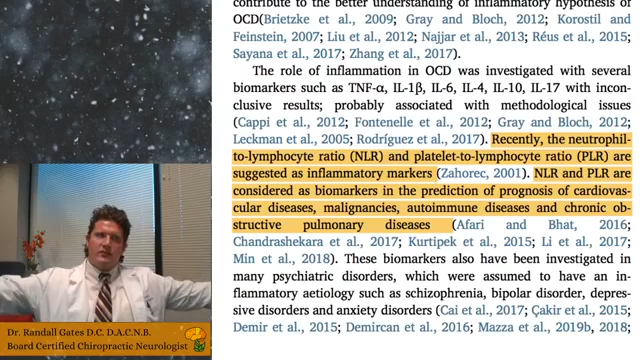 contribute to the better understanding of inflammatory hypothesis of
OCD(Brietzke et al., 2009; Gray and Bloch, 2012; Korostil and
Feinstein, 2007; Liu et al., 2012; Najjar et al., 2013; Réus et al., 2015;
Sayana et al., 2017; Zhang et al., 2017).
The role of inflammation in OCD was investigated with several
biomarkers such as TNF-α, IL-1β, IL-6, IL-4, IL-10, IL-17 with incon-
clusive results; probably associated with methodological issues
(Cappi et al., 2012; Fontenelle et al., 2012; Gray and Bloch, 2012;
Leckman et al., 2005; Rodríguez et al., 2017). Recently, the neutrophil-
to-lymphocyte ratio (NLR) and platelet-to-lymphocyte ratio (PLR) are
suggested as inflammatory markers (Zahorec, 2001). NLR and PLR are
considered as biomarkers in the prediction of prognosis of cardiovas-
cular diseases, malignancies, autoimmune diseases and chronic ob-
structive pulmonary diseases (Afari and Bhat, 2016;
Chandrashekara et al., 2017; Kurtipek et al., 2015; Li et al., 2017;
Min et al., 2018). These biomarkers also have been investigated in
many psychiatric disorders, which were assumed to have an in-
flammatory aetiology such as schizophrenia, bipolar disorder, depres-
sive disorders and anxiety disorders (Cai et al., 2017; Çakir et al., 2015;
Demir et al., 2015; Demircan et al., 2016; Mazza et al., 2019b, 2018;
Dr. Randall Gates D.C. D.A.C.N.B.
Board Certified Chiropractic Neurologist